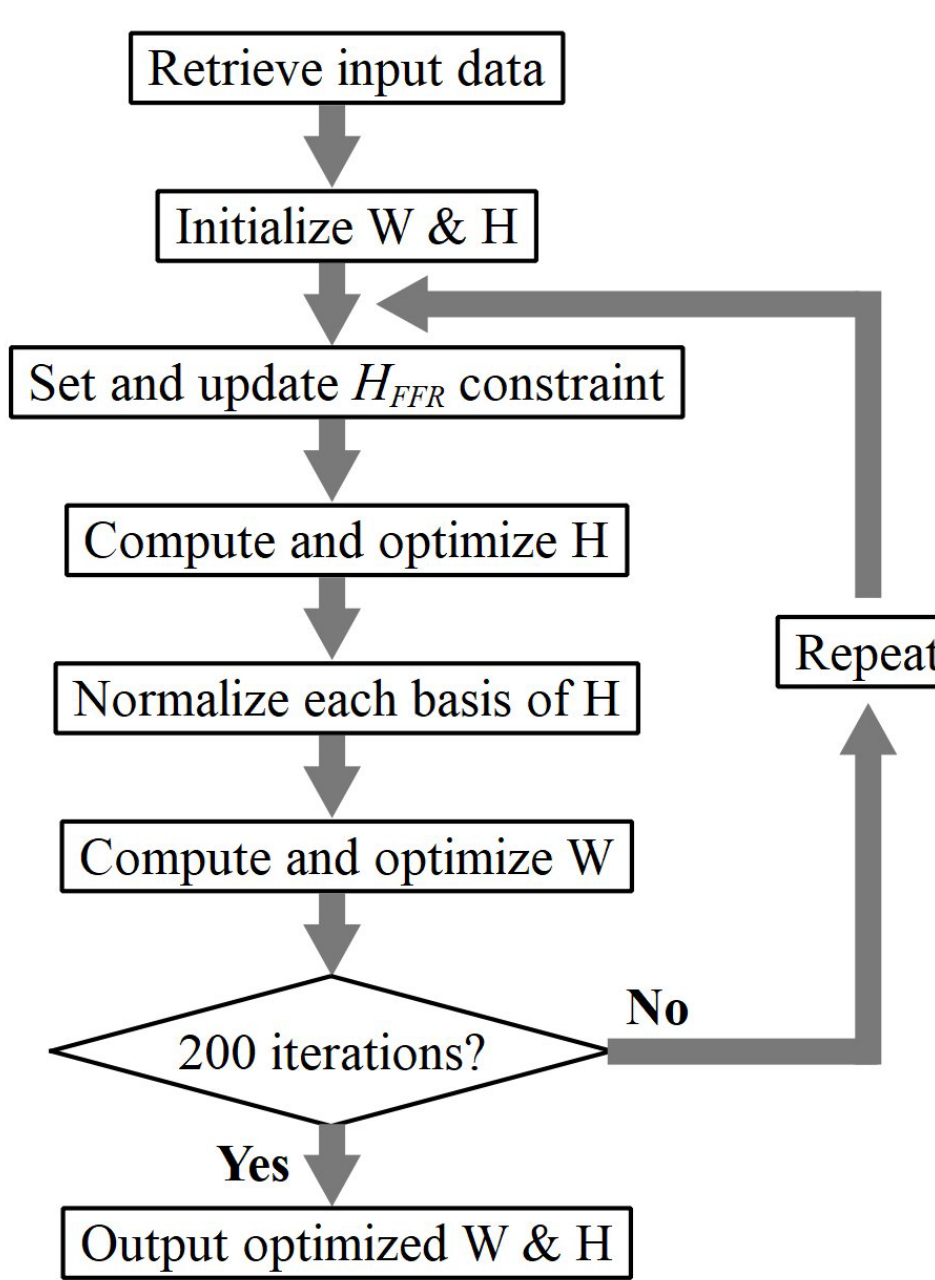 Retrieve input data
Initialize W & H
Set and update H_FFR constraint
Compute and optimize H
Normalize each basis of H
Repeat
Compute and optimize W
No
200 iterations?
Yes
Output optimized W & H